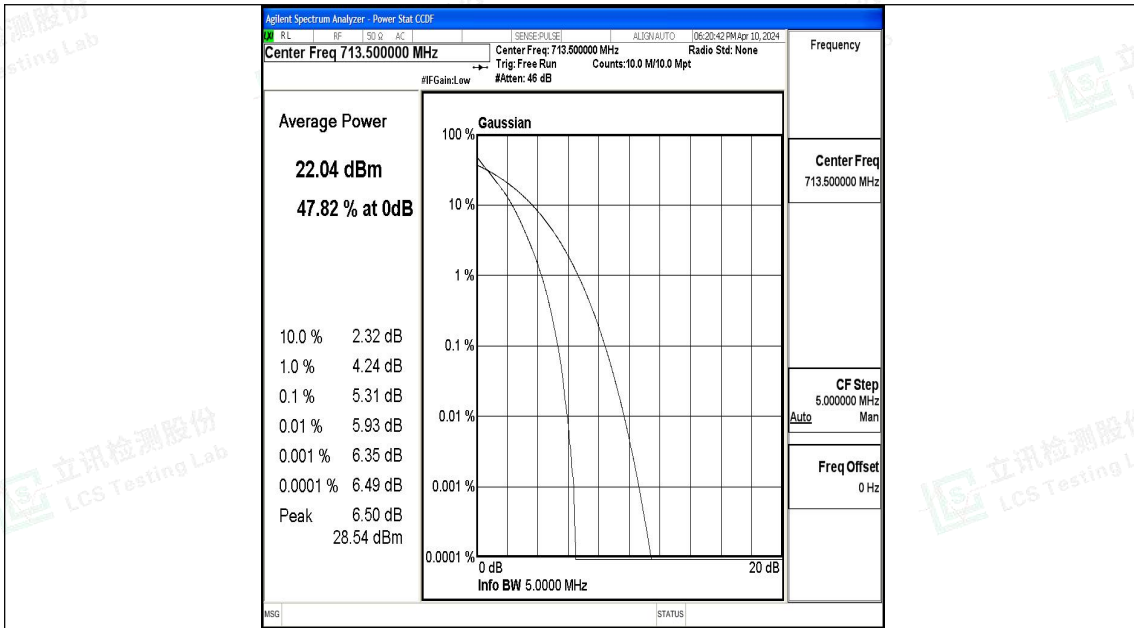 Agilent Spectrum Analyzer - Power Stat CCDF
RL RF 50 Ω AC SENSE:PULSE ALIGN AUTO 06:20:42 PM Apr 10, 2024
Center Freq 713.500000 MHz
Center Freq: 713.500000 MHz
Radio Std: None
Trig: Free Run
Counts:10.0 M/10.0 Mpt
#IFGain:Low
#Atten: 46 dB
Average Power
22.04 dBm
47.82 % at 0dB
10.0 % 2.32 dB
1.0 % 4.24 dB
0.1 % 5.31 dB
0.01 % 5.93 dB
0.001 % 6.35 dB
0.0001 % 6.49 dB
Peak 6.50 dB
28.54 dBm
Gaussian
100 %
10 %
1 %
0.1 %
0.01 %
0.001 %
0.0001 %
0 dB 20 dB
Info BW 5.0000 MHz
Frequency
Center Freq
713.500000 MHz
CF Step
5.000000 MHz
Auto Man
Freq Offset
0 Hz
MSG STATUS
立讯检测股份
LCS Testing Lab
立讯检测股
LCS Testing L
测股份
sting Lab
立